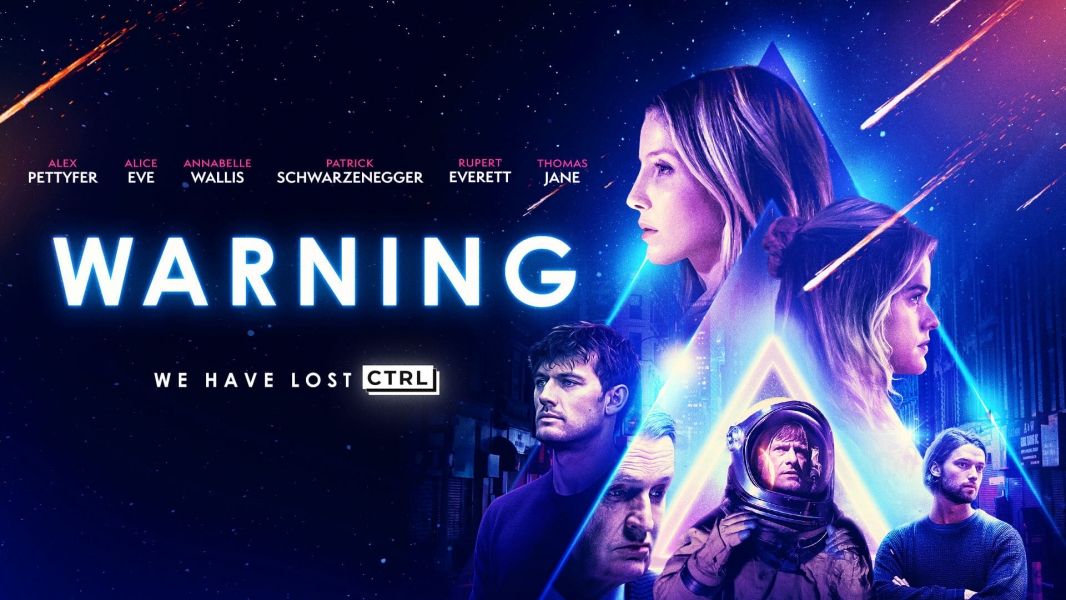 ALEX ALICE ANNABELLE PATRICK RUPERT THOMAS
PETTYFER EVE WALLIS SCHWARZENEGGER EVERETT JANE
WARNING
WE HAVE LOST CTRL